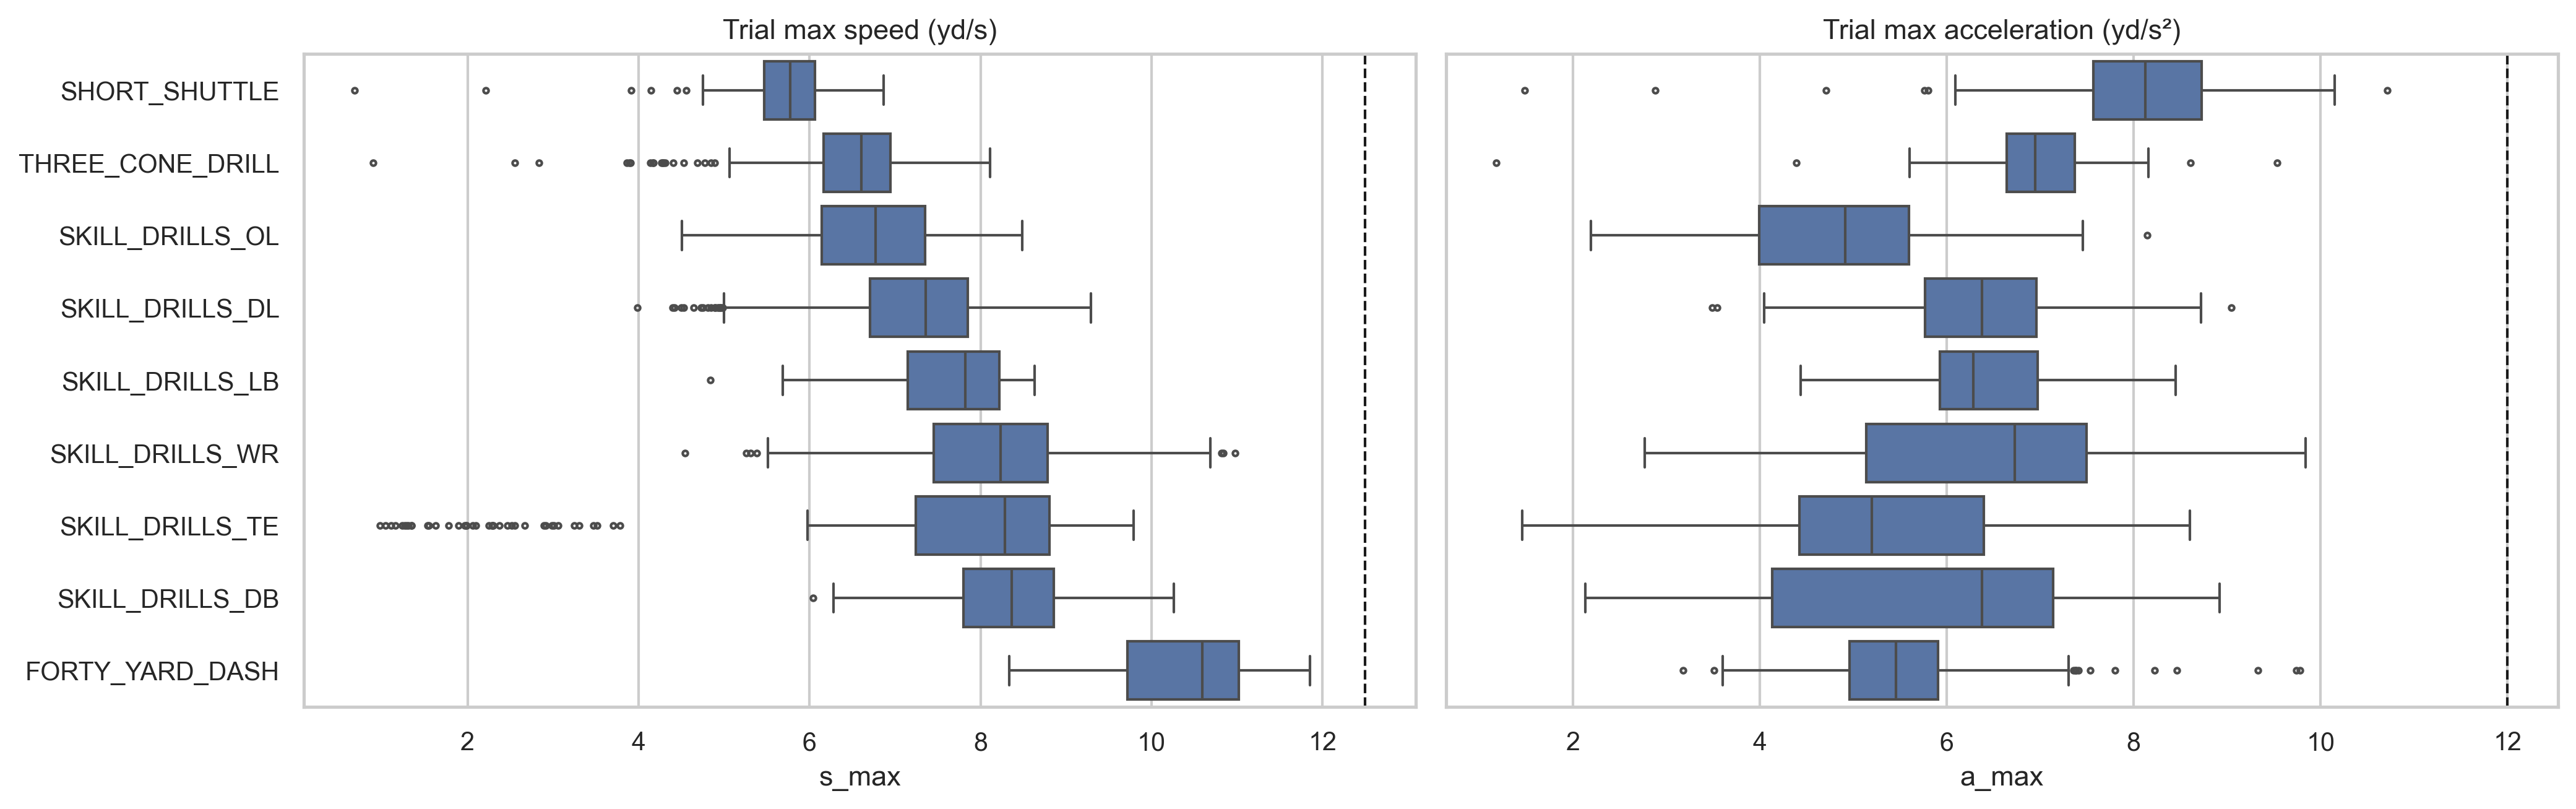 Trial max speed (yd/s)
Trial max acceleration (yd/s²)
SHORT_SHUTTLE
THREE_CONE_DRILL
SKILL_DRILLS_OL
SKILL_DRILLS_DL
SKILL_DRILLS_LB
SKILL_DRILLS_WR
SKILL_DRILLS_TE
SKILL_DRILLS_DB
FORTY_YARD_DASH
2 4 6 8 10 12
s_max
2 4 6 8 10 12
a_max